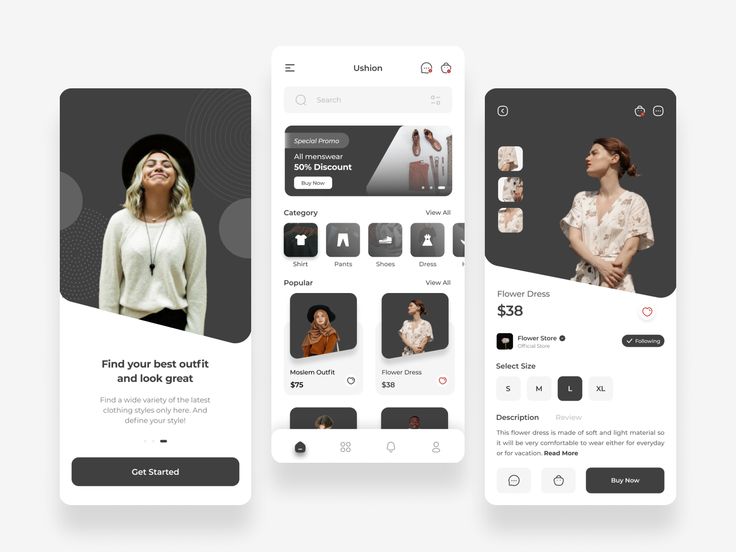 Find your best outfit
and look great
Find a wide variety of the latest
clothing styles only here. And
define your style!
Get Started
Ushion
Search
Special Promo
All menswear
50% Discount
Buy Now
Category
View All
Shirt
Pants
Shoes
Dress
Popular
View All
Moslem Outfit
$75
Flower Dress
$38
Flower Dress
$38
Flower Store
Official Store
Following
Select Size
S
M
L
XL
Description
Review
This flower dress is made of soft and light material so
it will be very comfortable to wear either for everyday
or for vacation. Read More
Buy Now